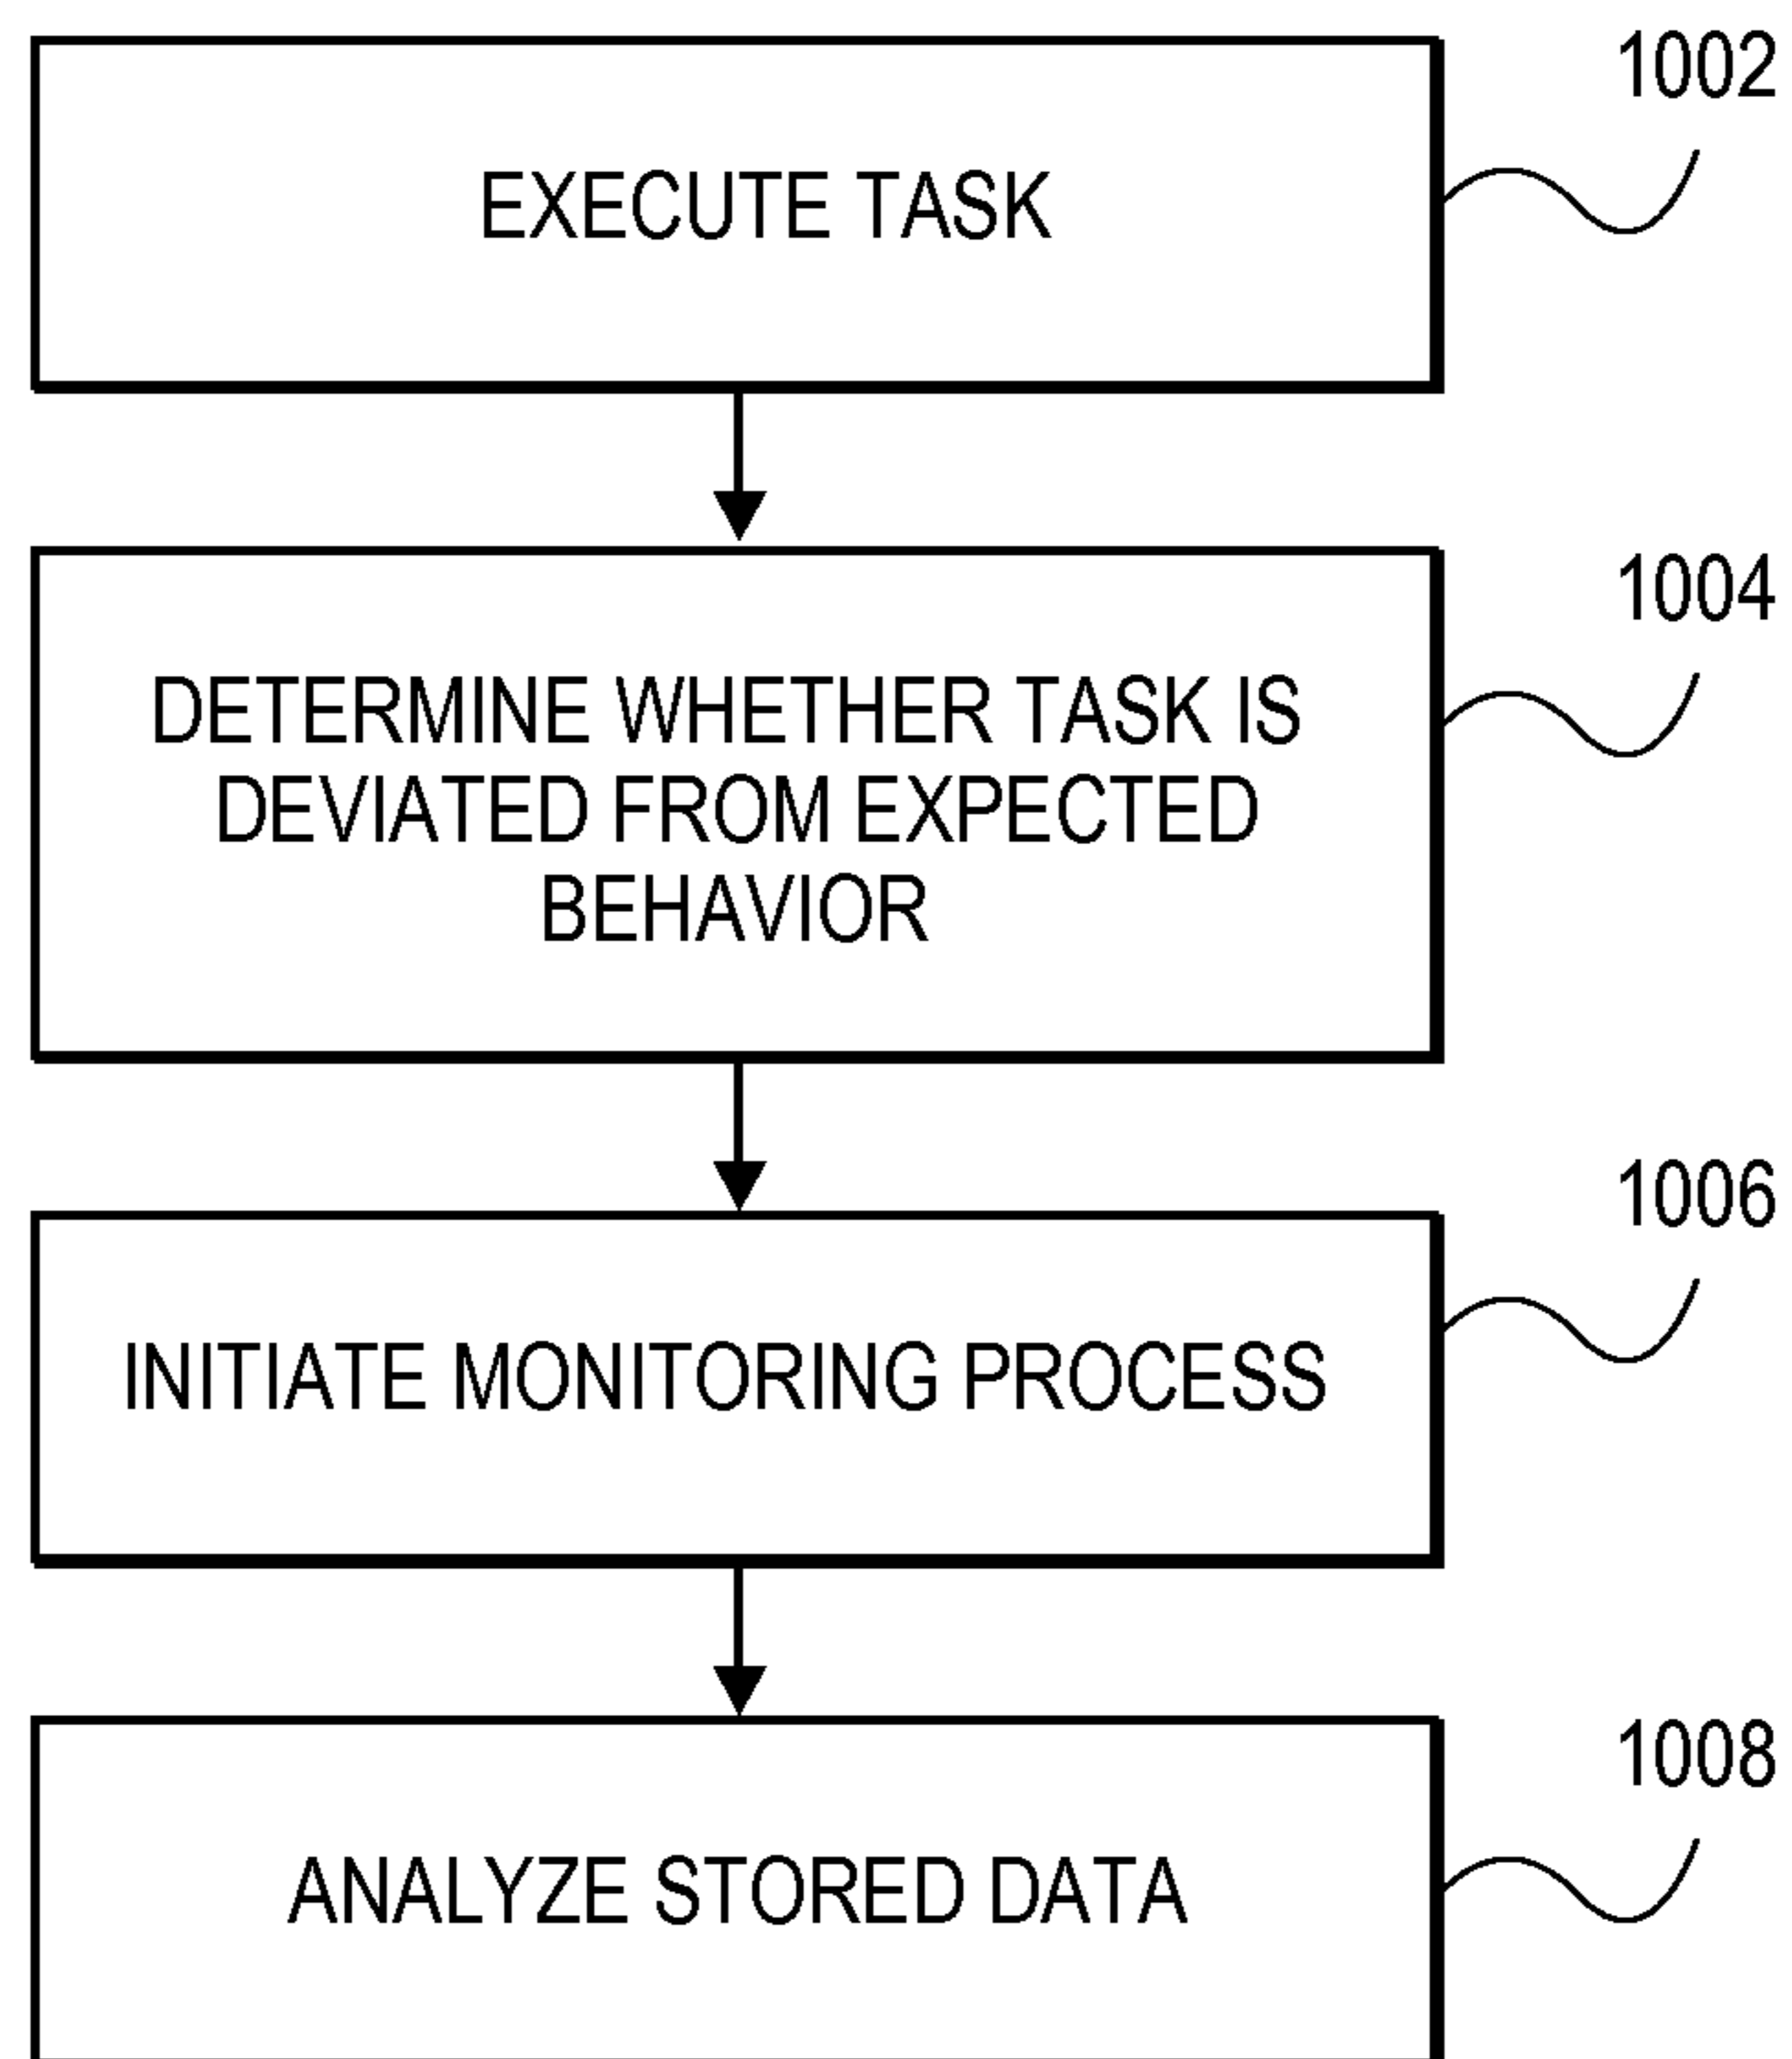 1002
EXECUTE TASK
1004
DETERMINE WHETHER TASK IS
DEVIATED FROM EXPECTED
BEHAVIOR
1006
INITIATE MONITORING PROCESS
1008
ANALYZE STORED DATA